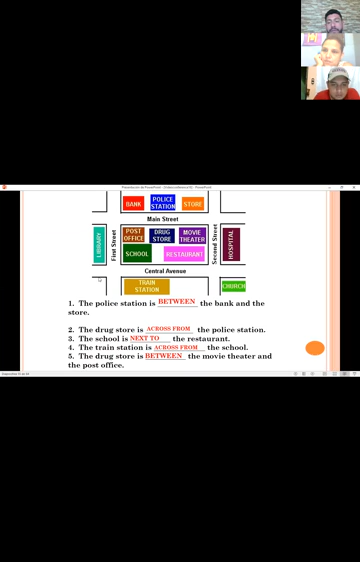 BANK
POLICE
STATION
STORE
Main Street
LIBRARY
First Street
POST
OFFICE
DRUG
STORE
MOVIE
THEATER
SCHOOL
RESTAURANT
Second Street
HOSPITAL
Central Avenue
TRAIN
STATION
CHURCH
1. The police station is BETWEEN the bank and the
store.
2. The drug store is ACROSS FROM the police station.
3. The school is NEXT TO the restaurant.
4. The train station is ACROSS FROM the school.
5. The drug store is BETWEEN the movie theater and
the post office.